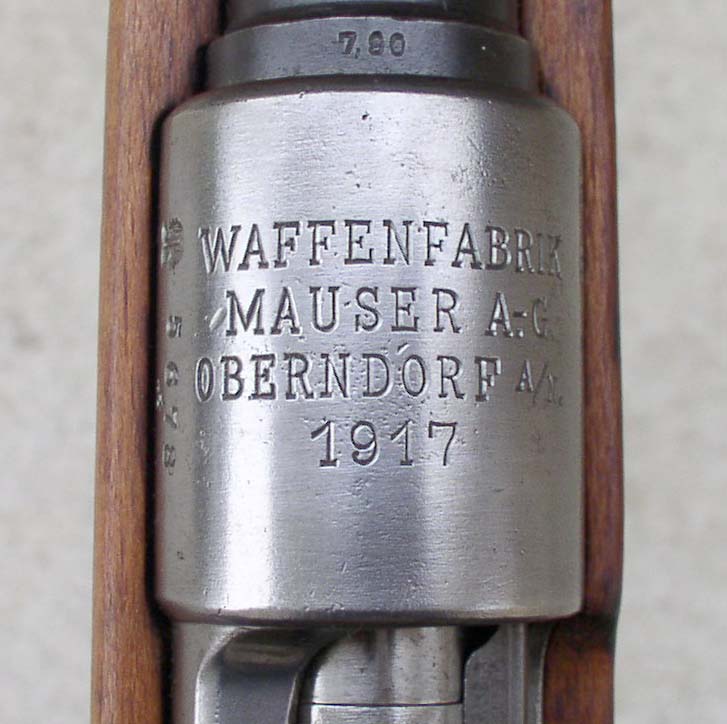 7,90
WAFFENFABRIK
MAUSER A.-G.
OBERNDORF A/N.
1917